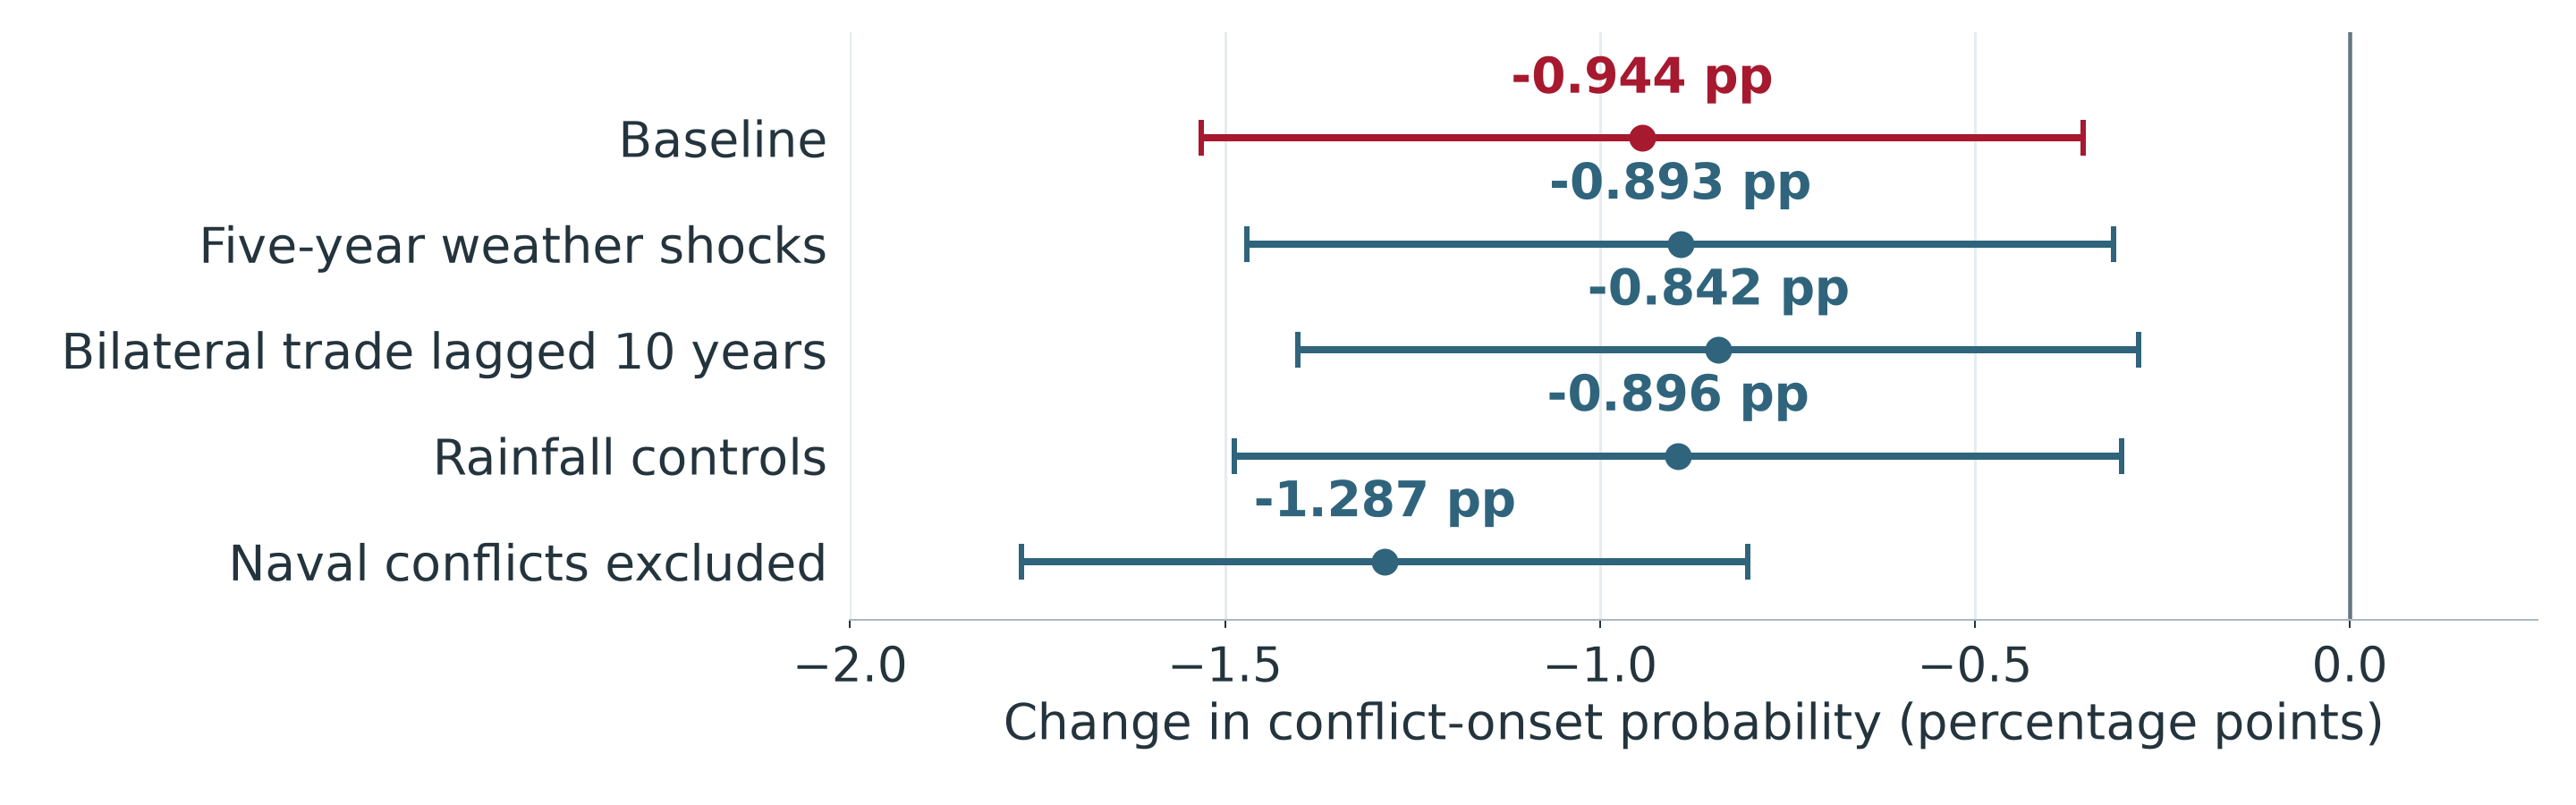 -0.944 pp
Baseline
-0.893 pp
Five-year weather shocks
-0.842 pp
Bilateral trade lagged 10 years
-0.896 pp
Rainfall controls
-1.287 pp
Naval conflicts excluded
−2.0 −1.5 −1.0 −0.5 0.0
Change in conflict-onset probability (percentage points)